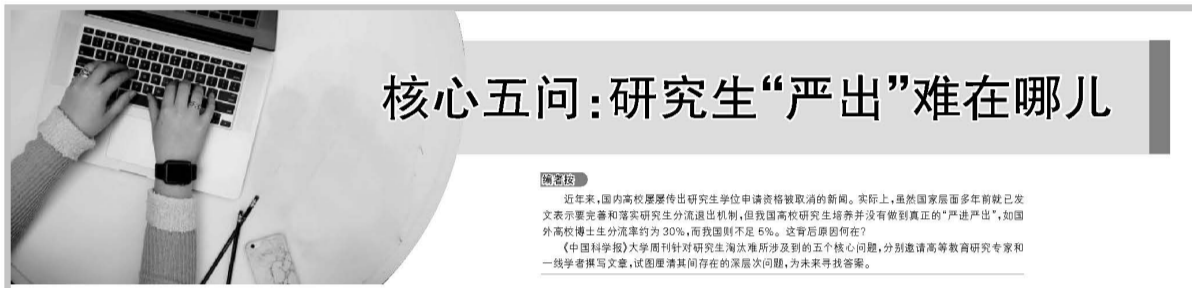 核心五问:研究生“严出”难在哪儿
编者按
近年来,国内高校屡屡传出研究生学位申请资格被取消的新闻。实际上,虽然国家层面多年前就已发
文表示要完善和落实研究生分流退出机制,但我国高校研究生培养并没有做到真正的“严进严出”,如国
外高校博士生分流率约为30%,而我国则不足5%。这背后原因何在?
《中国科学报》大学周刊针对研究生淘汰难所涉及到的五个核心问题,分别邀请高等教育研究专家和
一线学者撰写文章,试图厘清其间存在的深层次问题,为未来寻找答案。